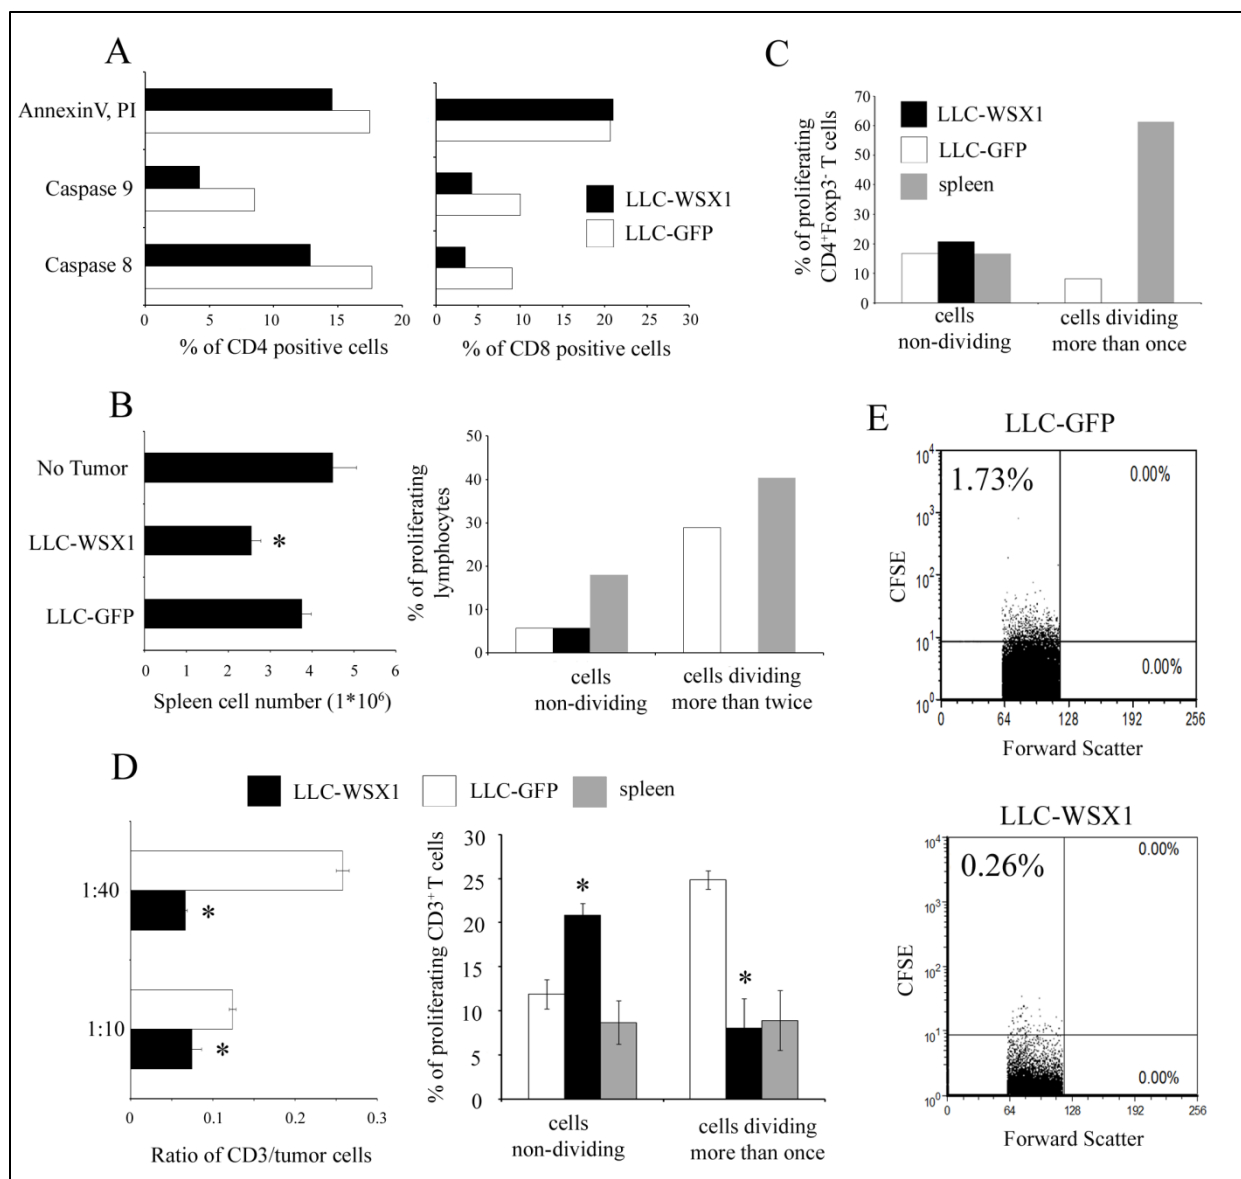 A
AnnexinV, PI
Caspase 9
Caspase 8
0 5 10 15 20
% of CD4 positive cells
LLC-WSX1
LLC-GFP
0 10 20 30
% of CD8 positive cells
C
% of proliferating
CD4⁺Foxp3⁻ T cells
70
60
50
40
30
20
10
0
LLC-WSX1
LLC-GFP
spleen
cells
non-dividing
cells dividing
more than once
B
No Tumor
LLC-WSX1
*
LLC-GFP
0 1 2 3 4 5 6
Spleen cell number (1*10⁶)
% of proliferating
lymphocytes
50
40
30
20
10
0
cells
non-dividing
cells dividing
more than twice
E
LLC-GFP
CFSE
10⁴
10³
10²
10¹
10⁰
1.73%
0.00%
0.00%
0 64 128 192 256
Forward Scatter
D
LLC-WSX1
LLC-GFP
spleen
1:40
*
1:10
*
0 0.1 0.2 0.3
Ratio of CD3/tumor cells
% of proliferating CD3⁺ T cells
30
25
20
15
10
5
0
*
*
cells
non-dividing
cells dividing
more than once
LLC-WSX1
CFSE
10⁴
10³
10²
10¹
10⁰
0.26%
0.00%
0.00%
0 64 128 192 256
Forward Scatter